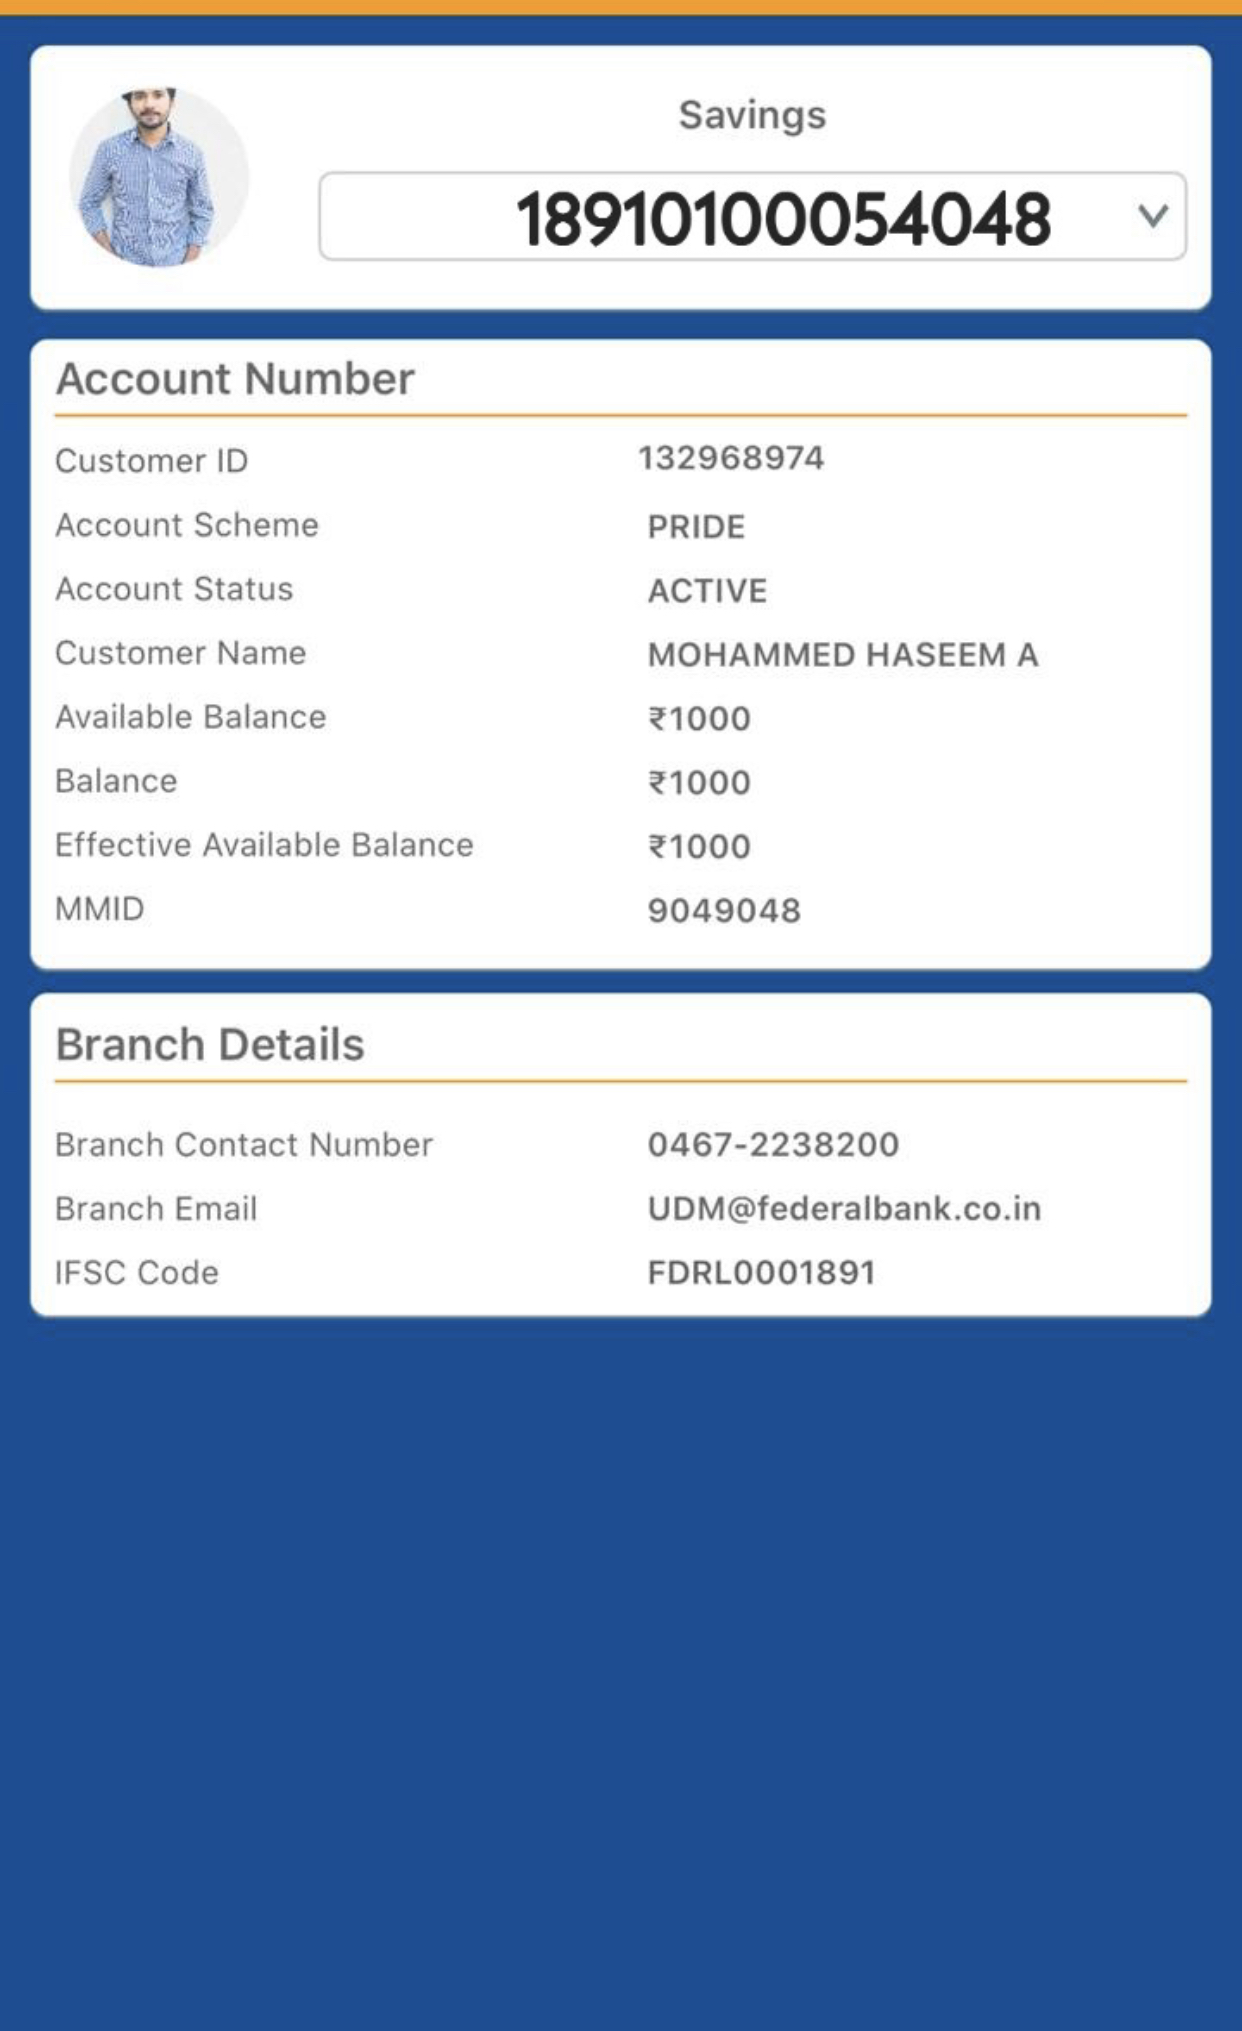 Savings
18910100054048
Account Number
Customer ID 132968974
Account Scheme PRIDE
Account Status ACTIVE
Customer Name MOHAMMED HASEEM A
Available Balance ₹1000
Balance ₹1000
Effective Available Balance ₹1000
MMID 9049048
Branch Details
Branch Contact Number 0467-2238200
Branch Email UDM@federalbank.co.in
IFSC Code FDRL0001891